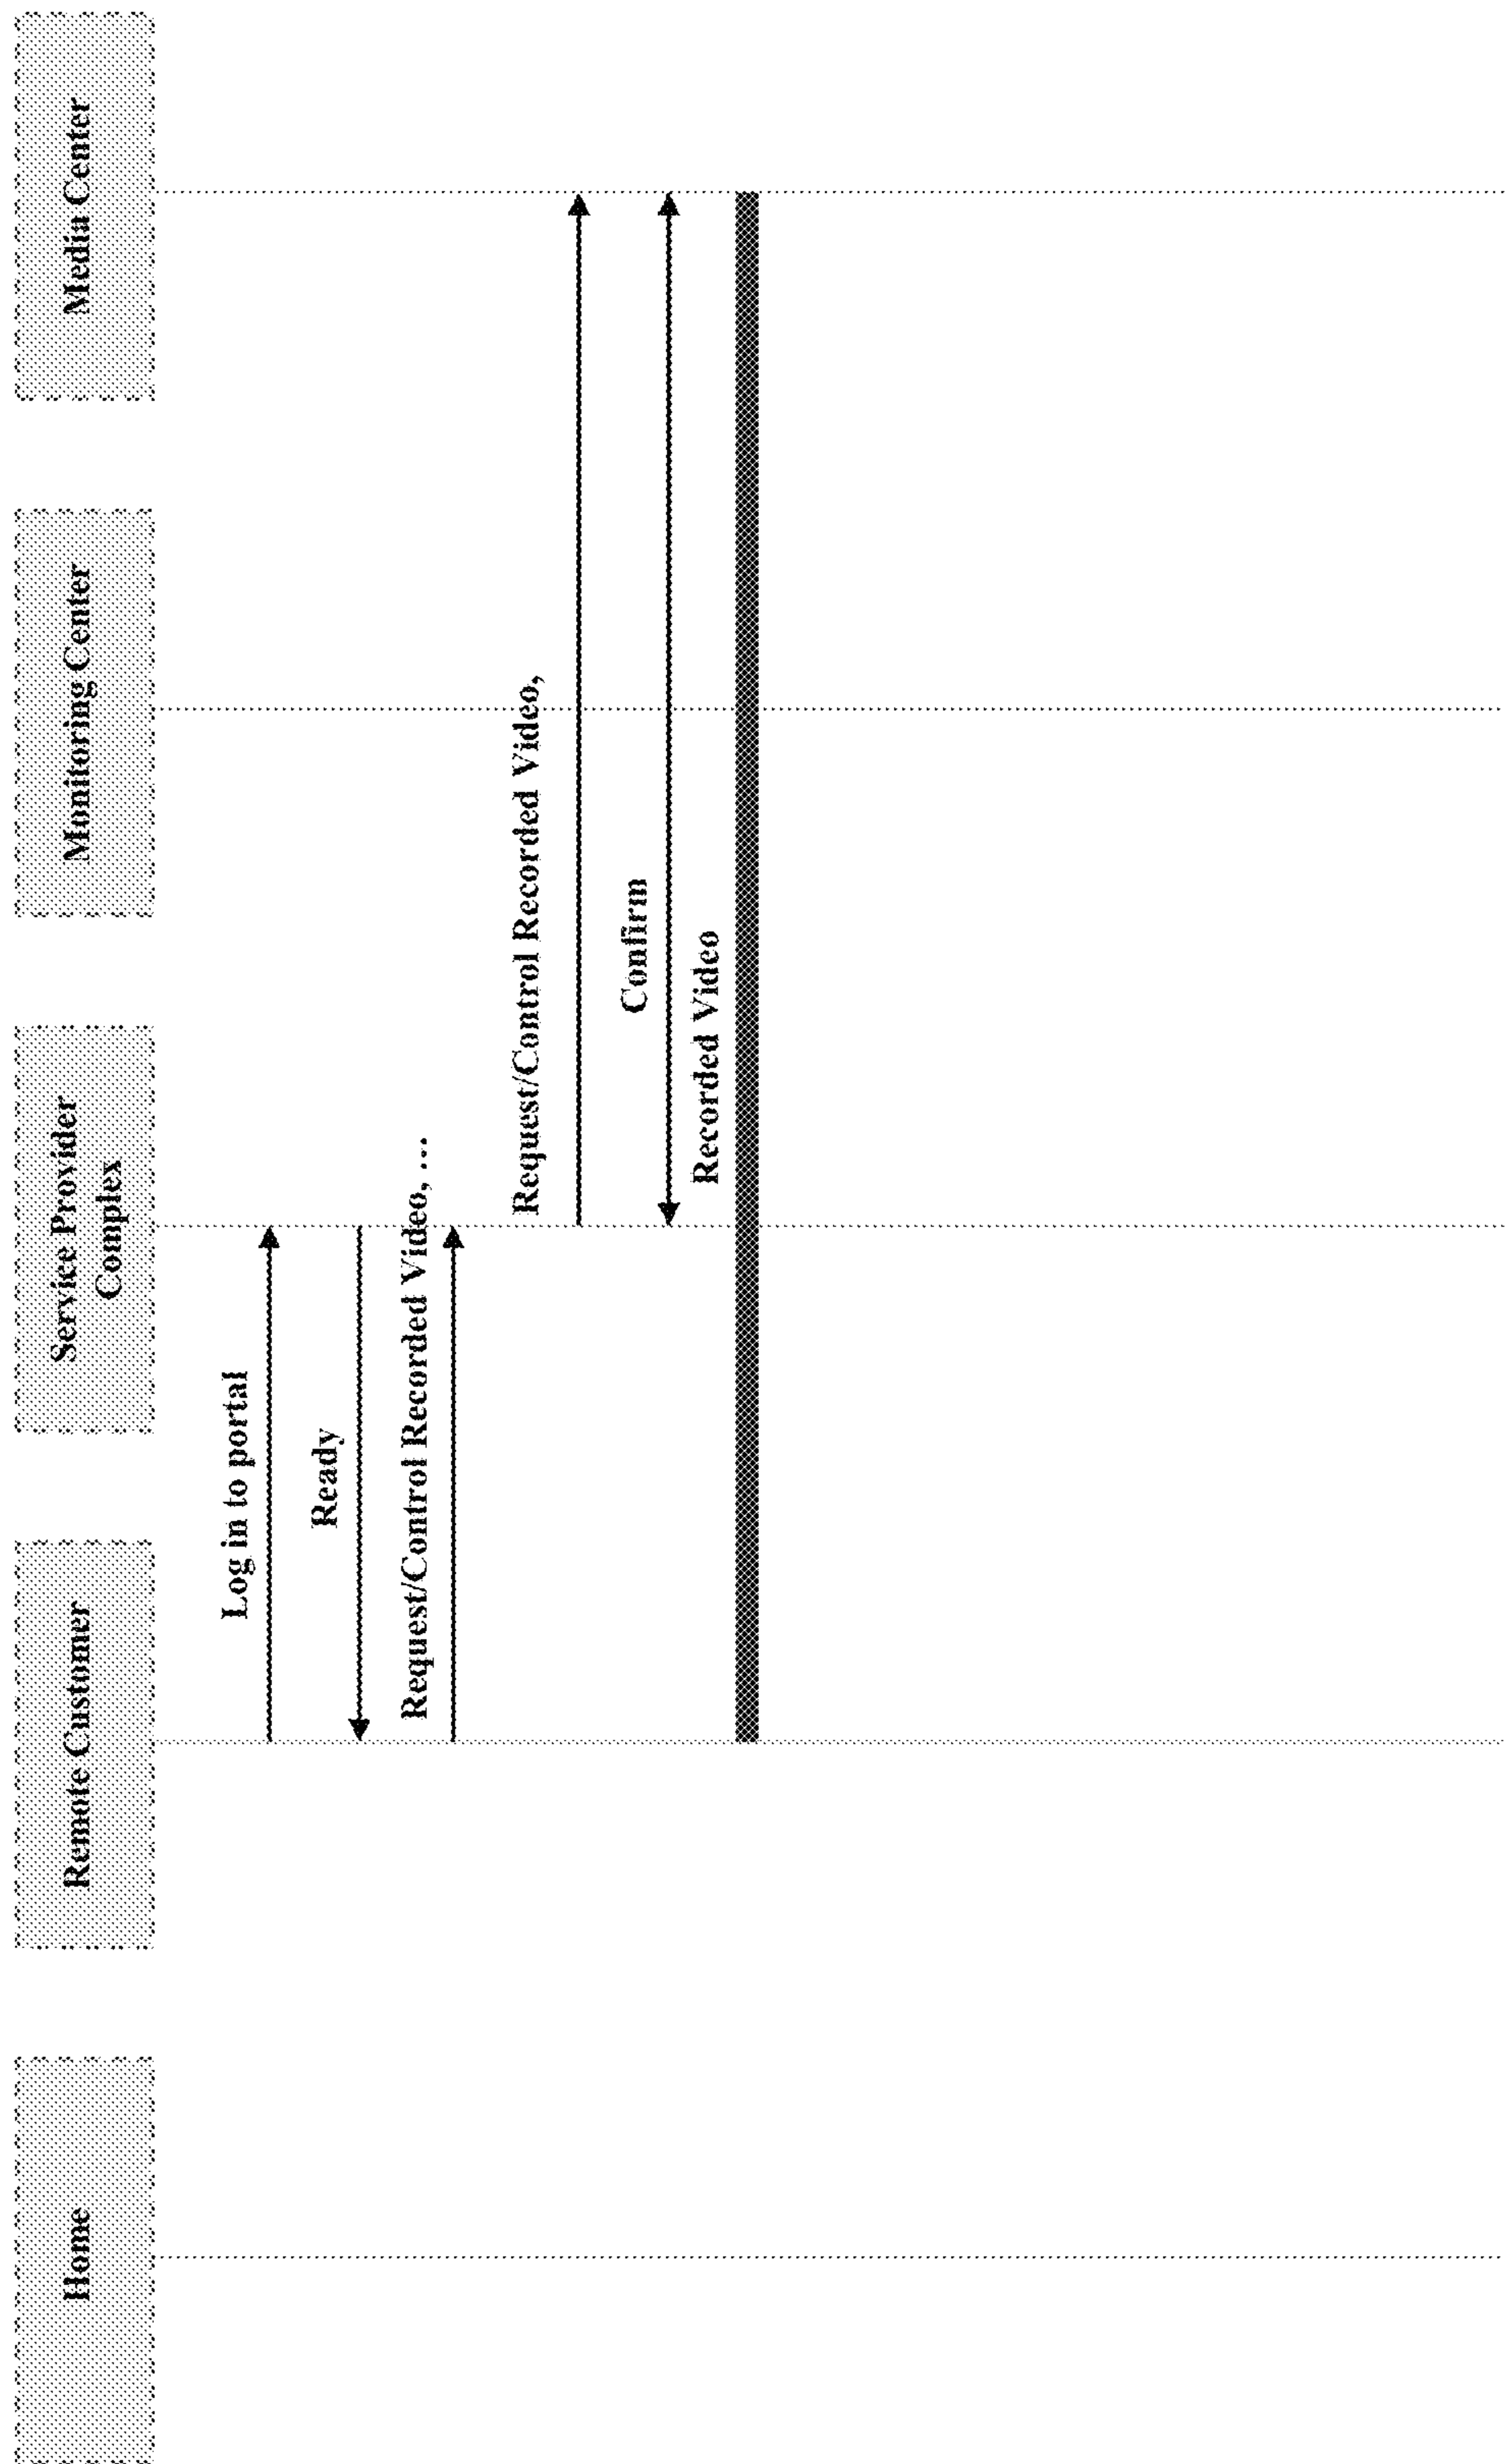 Home
Remote Customer
Service Provider
Complex
Monitoring Center
Media Center
Log in to portal
Ready
Request/Control Recorded Video, ...
Request/Control Recorded Video,
Confirm
Recorded Video